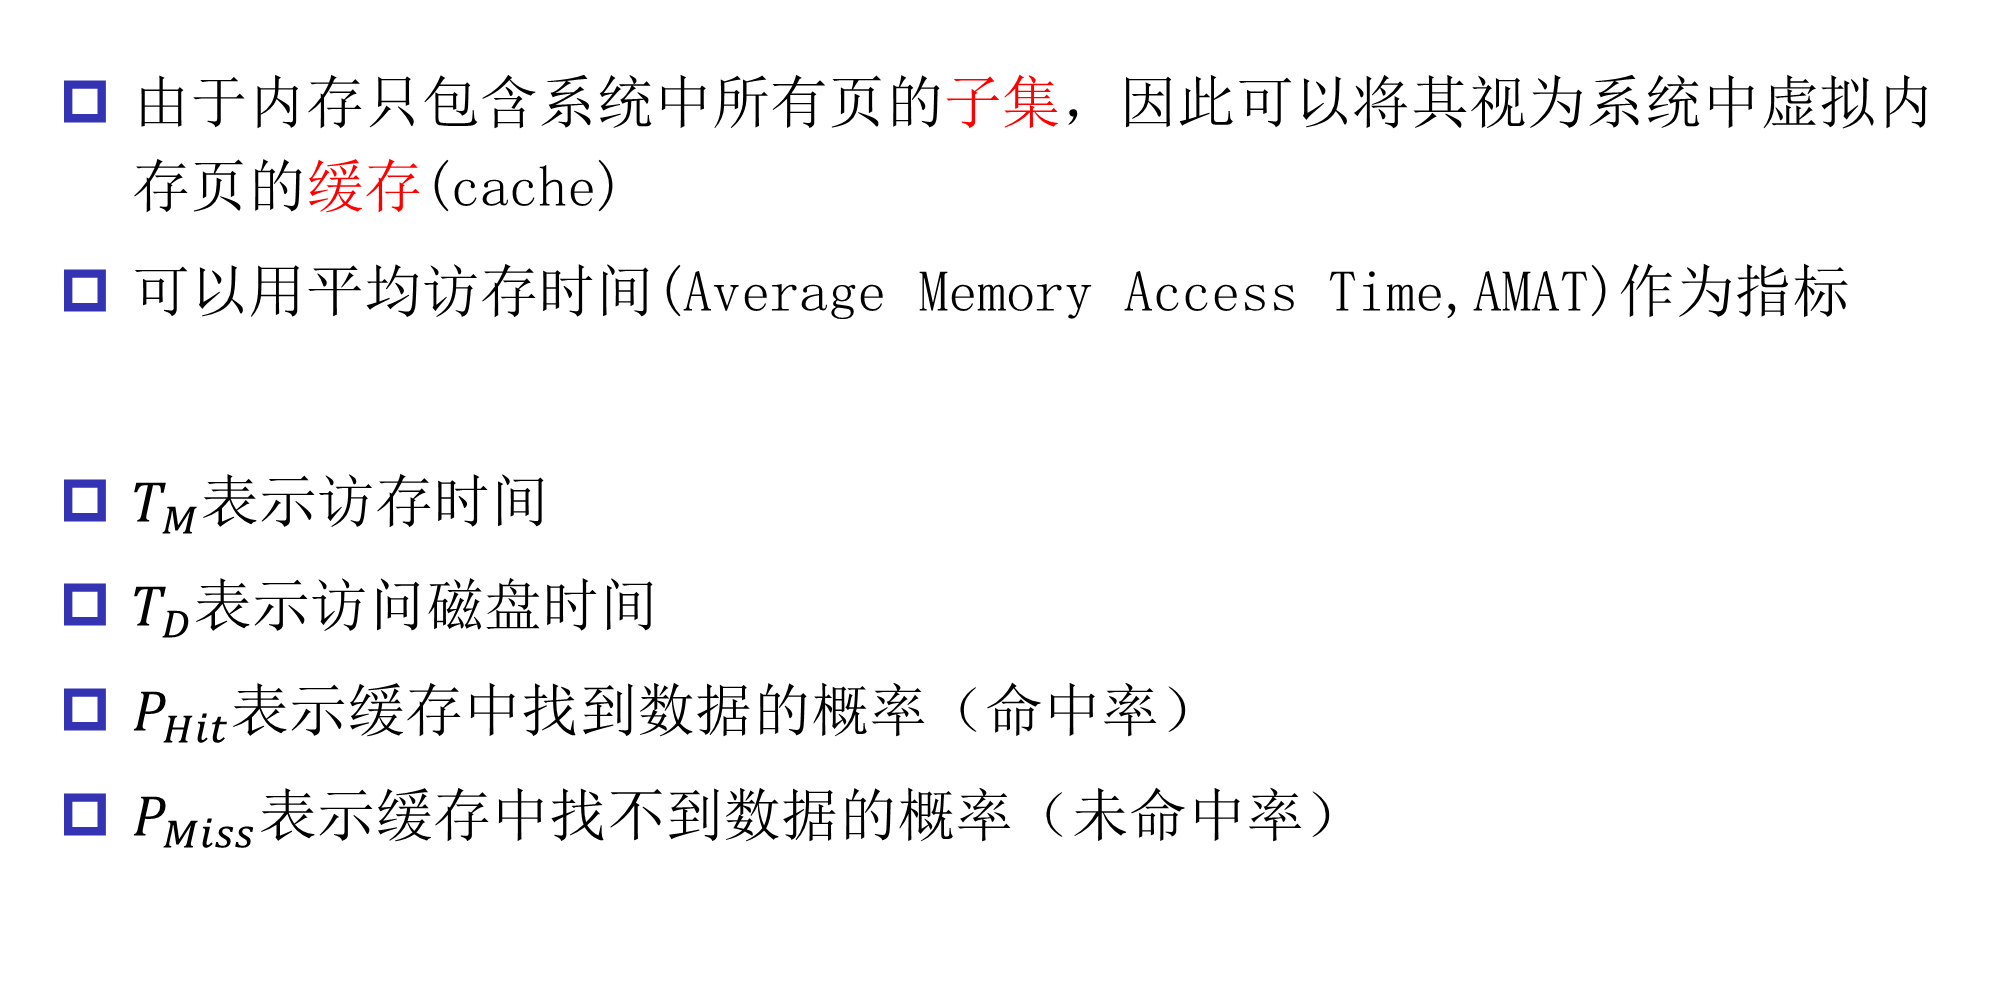 由于内存只包含系统中所有页的子集，因此可以将其视为系统中虚拟内
存页的缓存(cache)
可以用平均访存时间(Average Memory Access Time,AMAT)作为指标
T_M表示访存时间
T_D表示访问磁盘时间
P_Hit表示缓存中找到数据的概率（命中率）
P_Miss表示缓存中找不到数据的概率（未命中率）